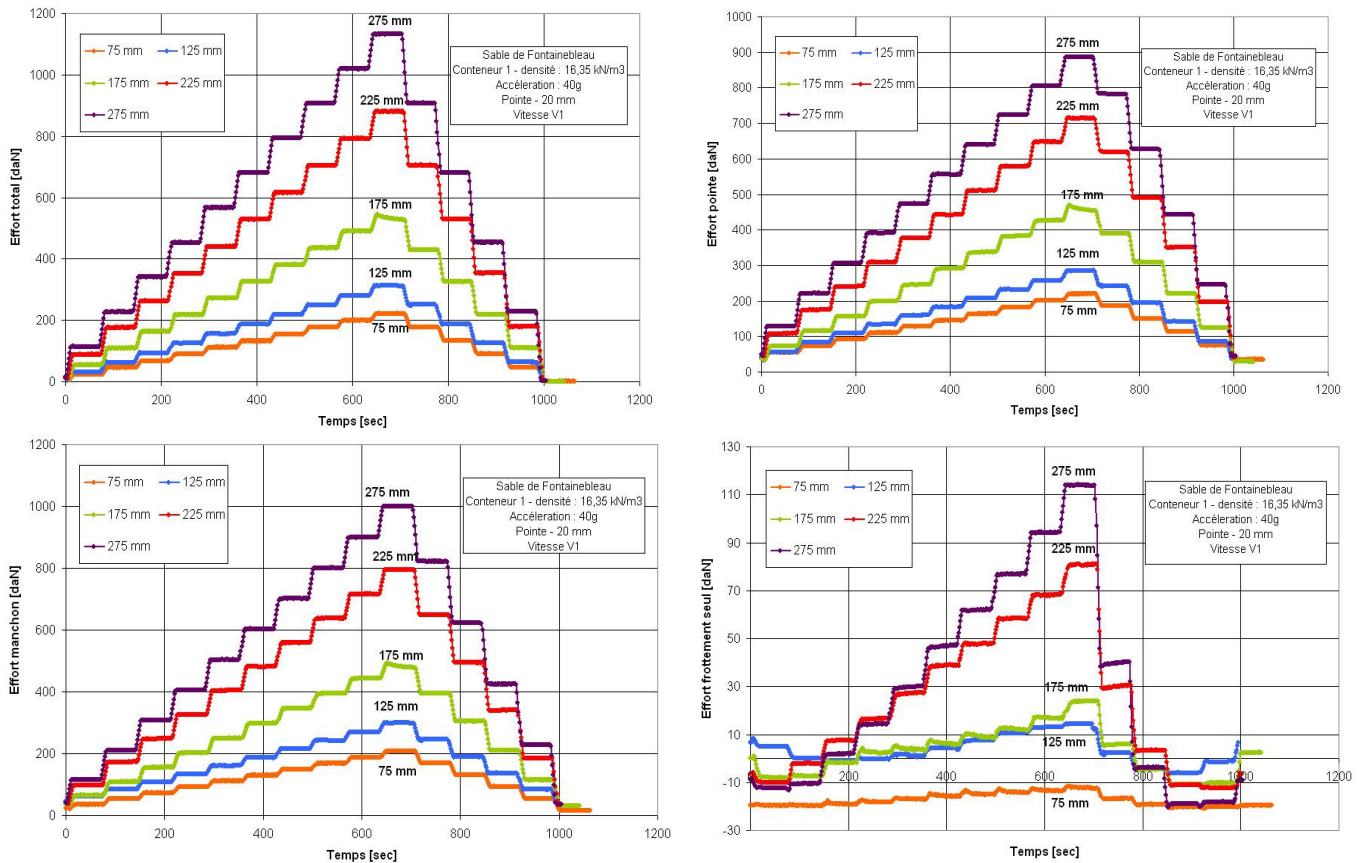 1200
1000
800
600
400
200
0
Effort total [daN]
75 mm
125 mm
175 mm
225 mm
275 mm
Sable de Fontainebleau
Conteneur 1 - densité : 16,35 kN/m3
Accéleration : 40g
Pointe - 20 mm
Vitesse V1
275 mm
225 mm
175 mm
125 mm
75 mm
0 200 400 600 800 1000 1200
Temps [sec]
1000
900
800
700
600
500
400
300
200
100
0
Effort pointe [daN]
75 mm
125 mm
175 mm
225 mm
275 mm
Sable de Fontainebleau
Conteneur 1 - densité : 16,35 kN/m3
Accéleration : 40g
Pointe - 20 mm
Vitesse V1
275 mm
225 mm
175 mm
125 mm
75 mm
0 200 400 600 800 1000 1200
Temps [sec]
1200
1000
800
600
400
200
0
Effort manchon [daN]
75 mm
125 mm
175 mm
225 mm
275 mm
Sable de Fontainebleau
Conteneur 1 - densité : 16,35 kN/m3
Accéleration : 40g
Pointe - 20 mm
Vitesse V1
275 mm
225 mm
175 mm
125 mm
75 mm
0 200 400 600 800 1000 1200
Temps [sec]
130
110
90
70
50
30
10
-10
-30
Effort frottement seul [daN]
75 mm
125 mm
175 mm
225 mm
275 mm
Sable de Fontainebleau
Conteneur 1 - densité : 16,35 kN/m3
Accéleration : 40g
Pointe - 20 mm
Vitesse V1
275 mm
225 mm
175 mm
125 mm
75 mm
0 200 400 600 800 1000 1200
Temps [sec]